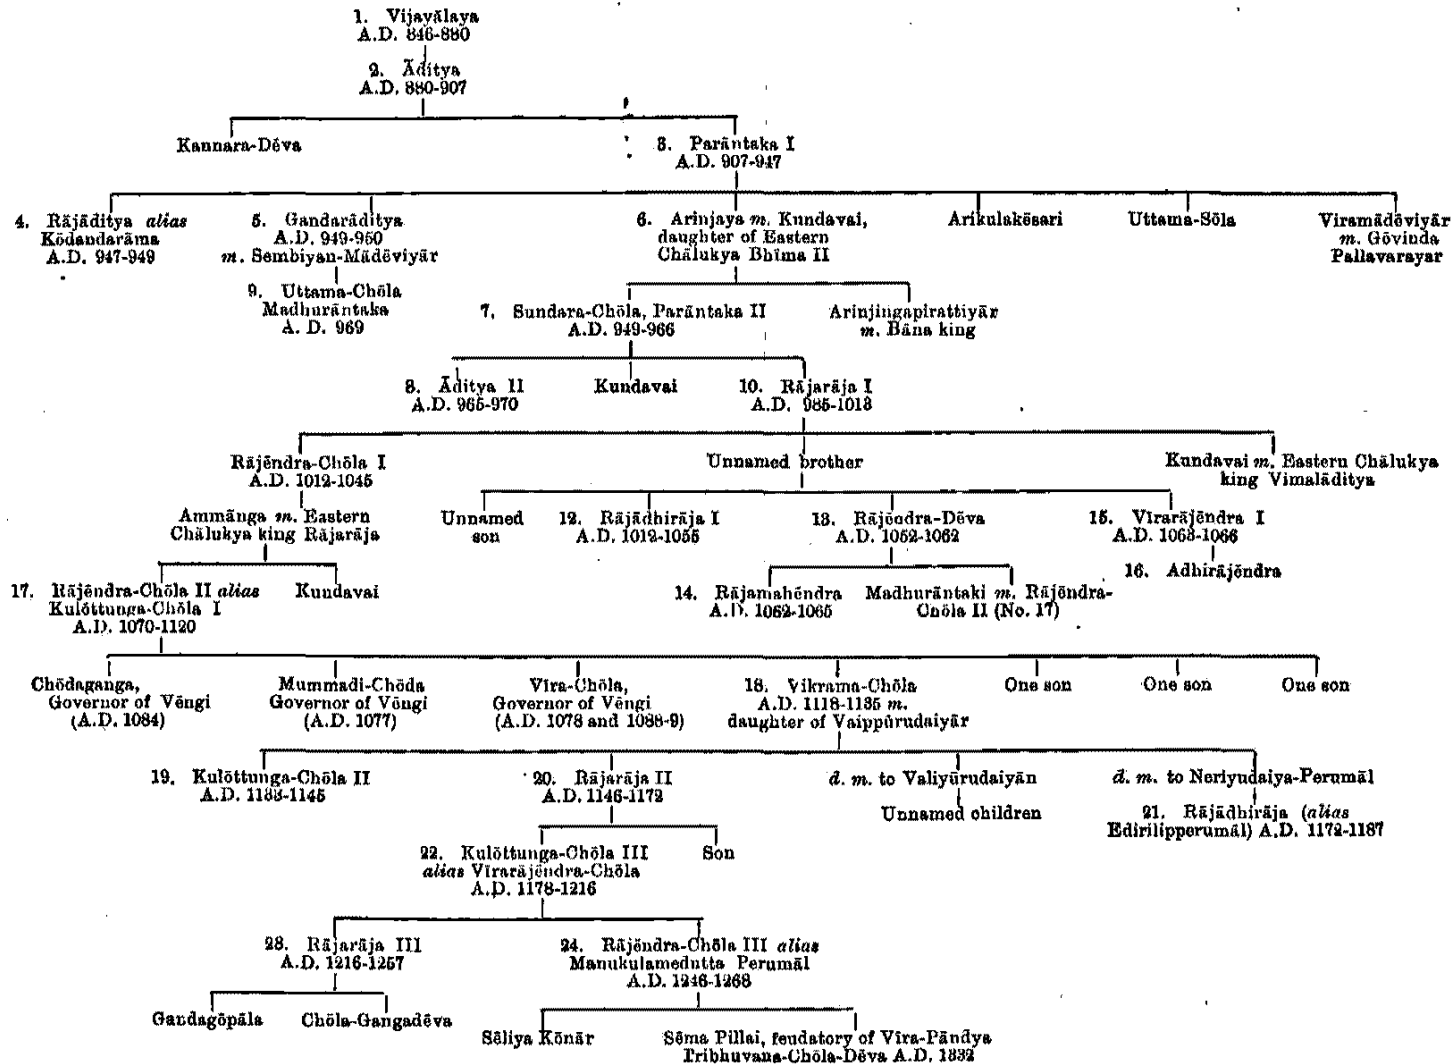 1. Vijayālaya
A.D. 846-880
2. Āditya
A.D. 880-907
Kannara-Dēva
3. Parāntaka I
A.D. 907-947
4. Rājāditya alias
Kōdandarāma
A.D. 947-949
5. Gandarāditya
A.D. 949-950
m. Sembiyan-Mādēviyār
6. Arinjaya m. Kundavai,
daughter of Eastern
Chālukya Bhīma II
Arikulakēsari
Uttama-Sōla
Viramādēviyār
m. Gōvinda
Pallavarayar
9. Uttama-Chōla
Madhurāntaka
A. D. 969
7. Sundara-Chōla, Parāntaka II
A.D. 949-966
Arinjingapirattiyār
m. Bāna king
8. Āditya II
A.D. 965-970
Kundavai
10. Rājarāja I
A.D. 985-1013
Rājēndra-Chōla I
A.D. 1012-1045
Unnamed brother
Kundavai m. Eastern Chālukya
king Vimalāditya
Ammānga m. Eastern
Chālukya king Rājarāja
Unnamed
son
12. Rājādhirāja I
A.D. 1012-1055
13. Rājēndra-Dēva
A.D. 1052-1062
15. Vīrarājēndra I
A.D. 1063-1066
17. Rājēndra-Chōla II alias
Kulōttunga-Chōla I
A.D. 1070-1120
Kundavai
14. Rājamahēndra
A.D. 1062-1065
Madhurāntaki m. Rājēndra-
Chōla II (No. 17)
16. Adhirājēndra
Chōdaganga,
Governor of Vēngi
(A.D. 1084)
Mummadi-Chōda
Governor of Vēngi
(A.D. 1077)
Vīra-Chōla,
Governor of Vēngi
(A.D. 1078 and 1088-9)
18. Vikrama-Chōla
A.D. 1118-1135 m.
daughter of Vaippūrudaiyār
One son
One son
One son
19. Kulōttunga-Chōla II
A.D. 1133-1145
20. Rājarāja II
A.D. 1146-1172
d. m. to Valiyūrudaiyān
Unnamed children
d. m. to Neriyudaiya-Perumāl
21. Rājādhirāja (alias
Edirilipperumāl) A.D. 1172-1187
22. Kulōttunga-Chōla III
alias Vīrarājēndra-Chōla
A.D. 1178-1216
Son
23. Rājarāja III
A.D. 1216-1257
24. Rājēndra-Chōla III alias
Manukulamedutta Perumāl
A.D. 1246-1268
Gandagōpāla
Chōla-Gangadēva
Sēliya Kōnār
Sēma Pillai, feudatory of Vīra-Pāndya
Tribhuvana-Chōla-Dēva A.D. 1332